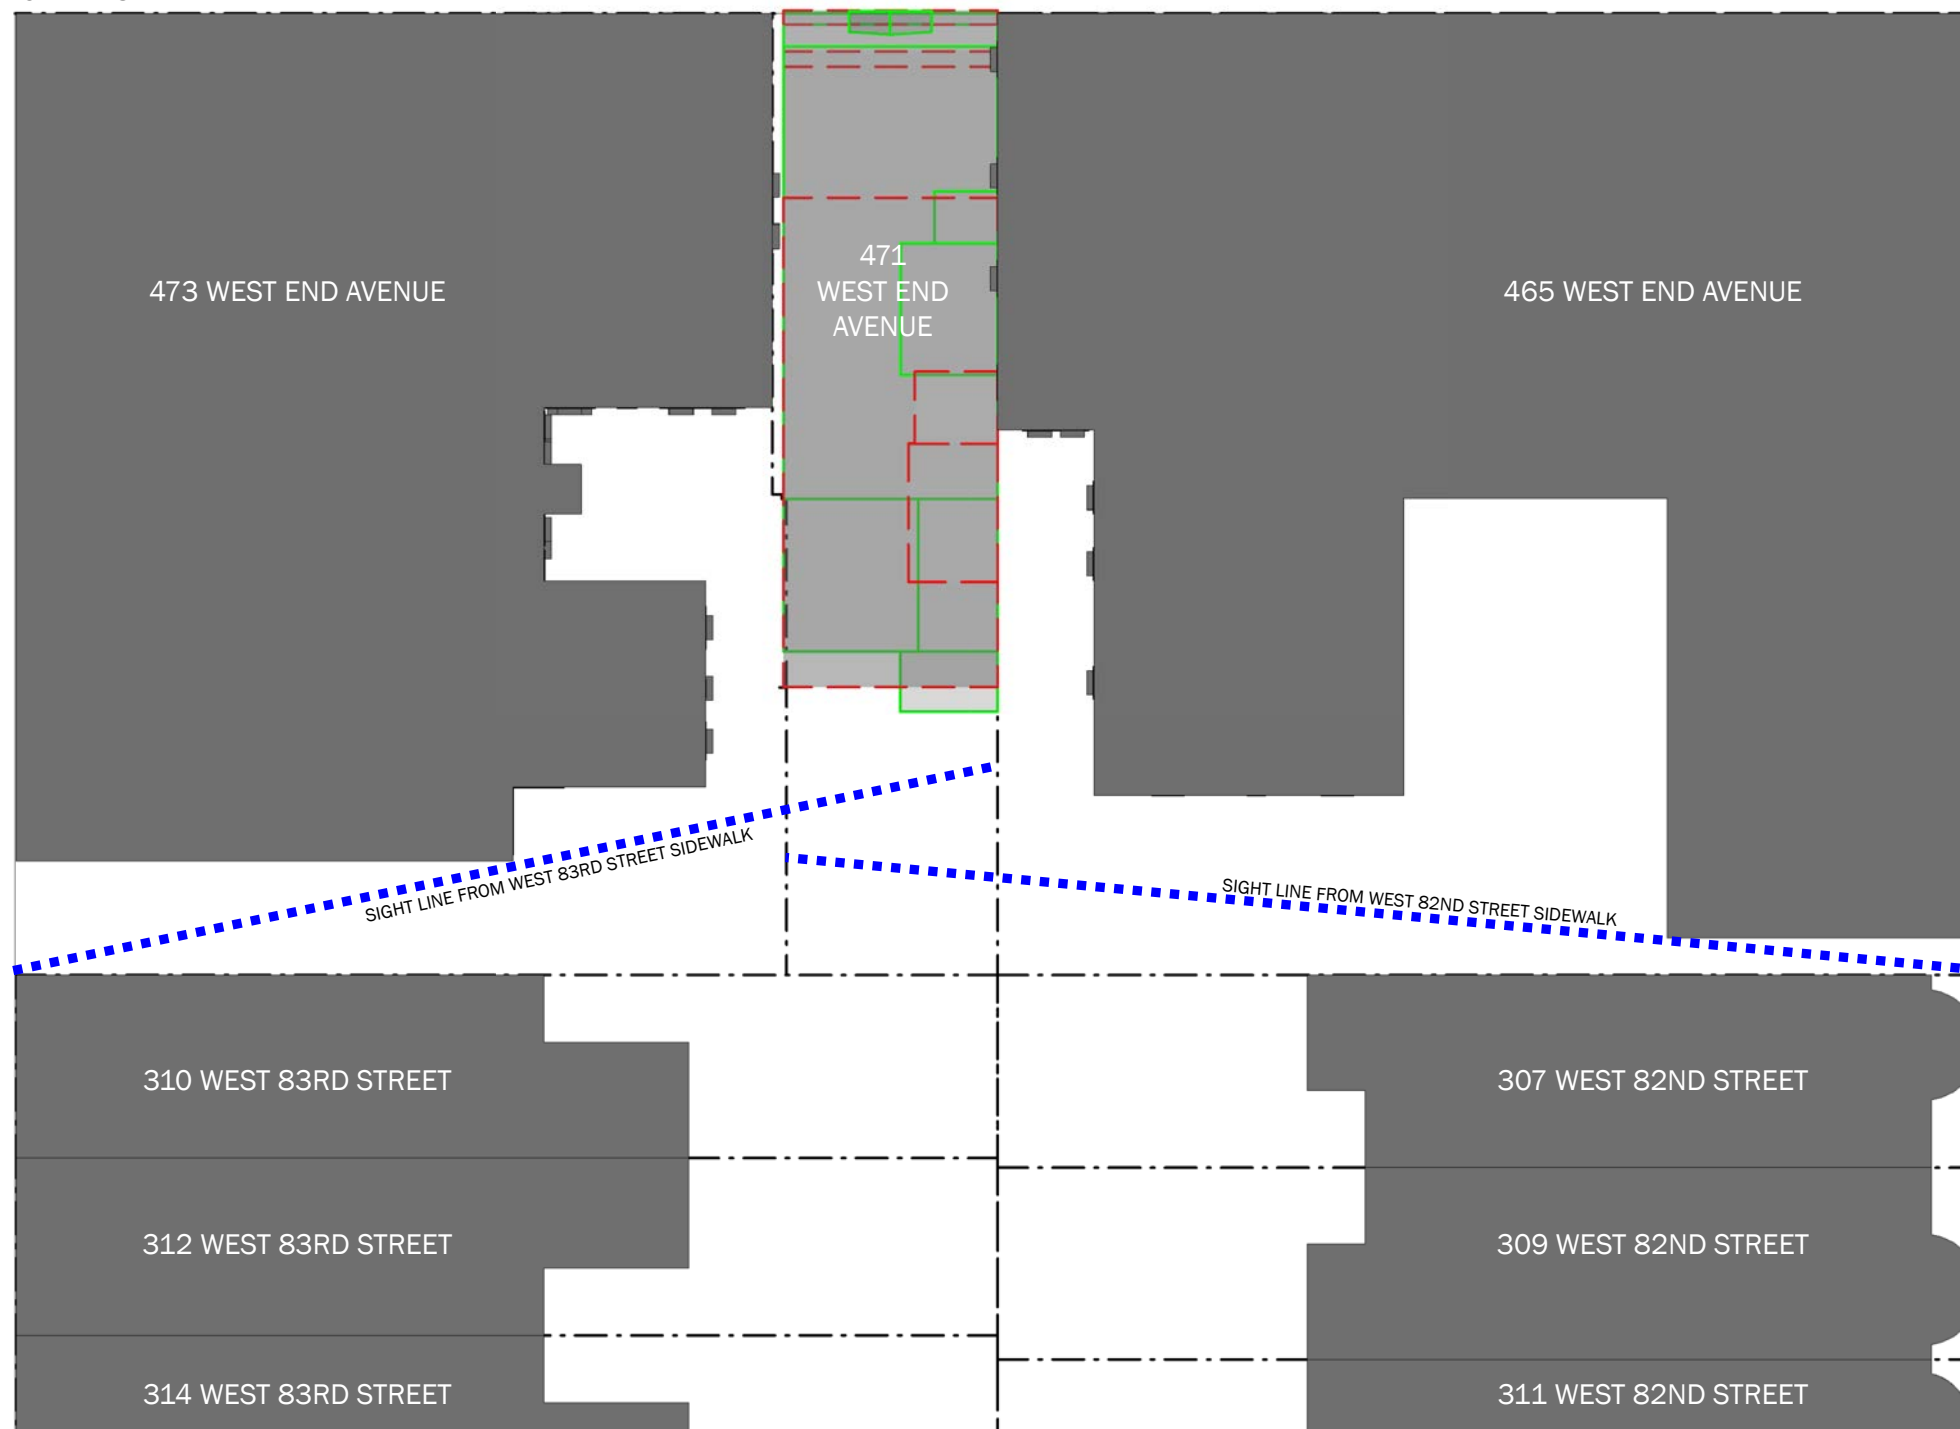 473 WEST END AVENUE
471
WEST END
AVENUE
465 WEST END AVENUE
SIGHT LINE FROM WEST 83RD STREET SIDEWALK
SIGHT LINE FROM WEST 82ND STREET SIDEWALK
310 WEST 83RD STREET
307 WEST 82ND STREET
312 WEST 83RD STREET
309 WEST 82ND STREET
314 WEST 83RD STREET
311 WEST 82ND STREET